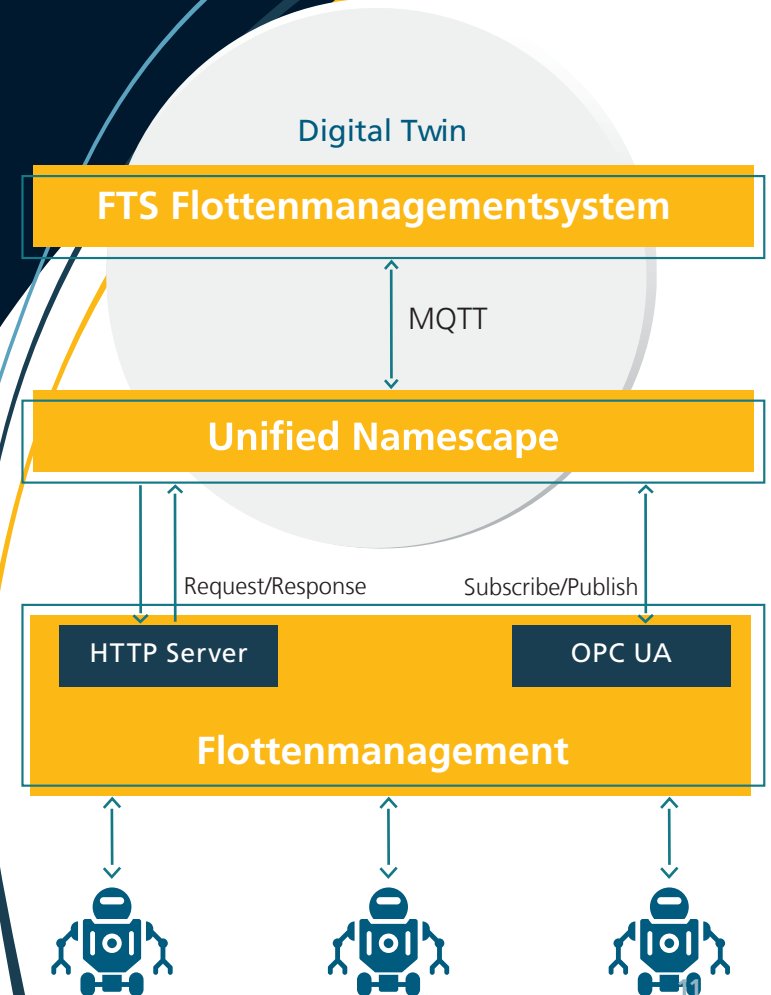 Digital Twin
FTS Flottenmanagementsystem
MQTT
Unified Namescape
Request/Response
Subscribe/Publish
HTTP Server
OPC UA
Flottenmanagement
11